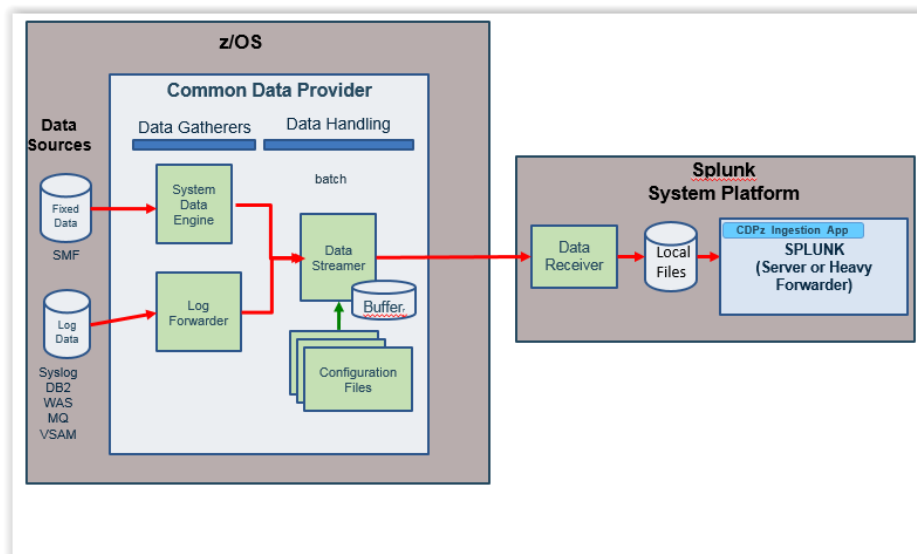 z/OS
Common Data Provider
Data
Sources
Data Gatherers
Data Handling
Fixed
Data
SMF
System
Data
Engine
batch
Data
Streamer
Buffer
Log
Data
Log
Forwarder
Configuration
Files
Syslog
DB2
WAS
MQ
VSAM
Splunk
System Platform
Data
Receiver
Local
Files
CDPz Ingestion App
SPLUNK
(Server or Heavy
Forwarder)